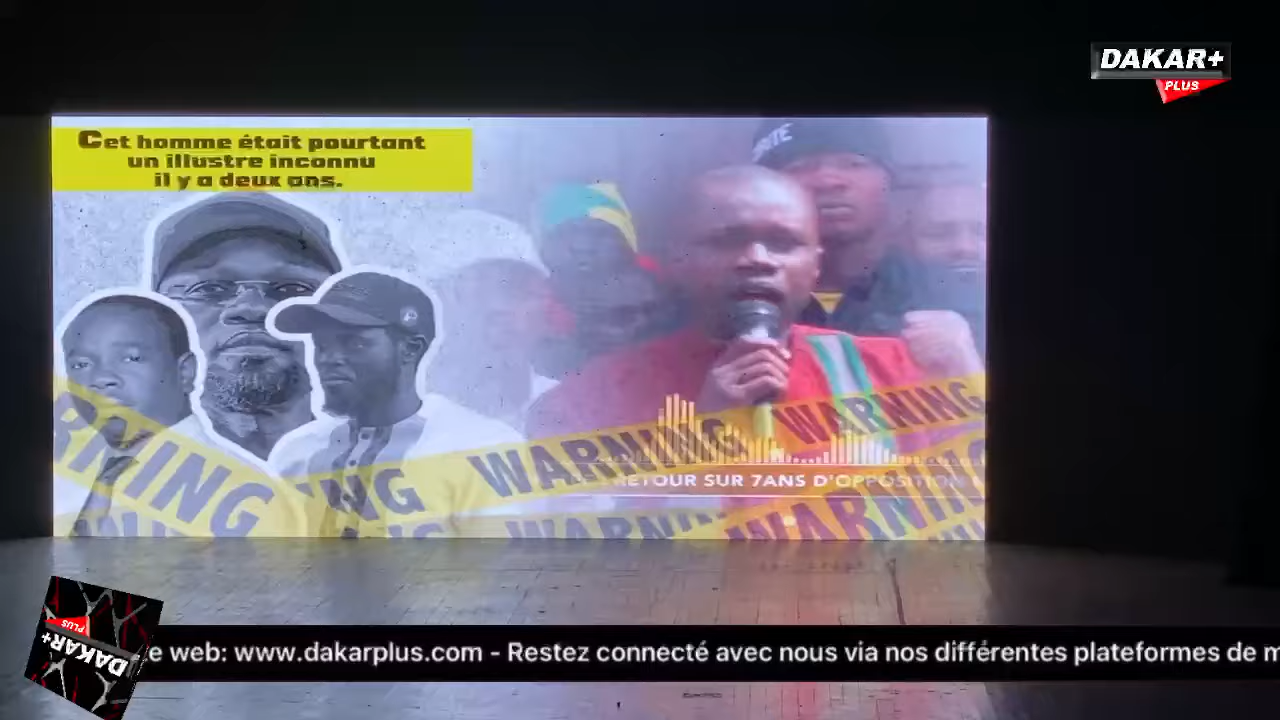 DAKAR+
PLUS
Cet homme était pourtant
un illustre inconnu
il y a deux ans.
WARNING
WARNING
RETOUR SUR 7ANS D'OPPOSITION
WARNING
e web: www.dakarplus.com - Restez connecté avec nous via nos différentes plateformes de m
DAKAR+
PLUS